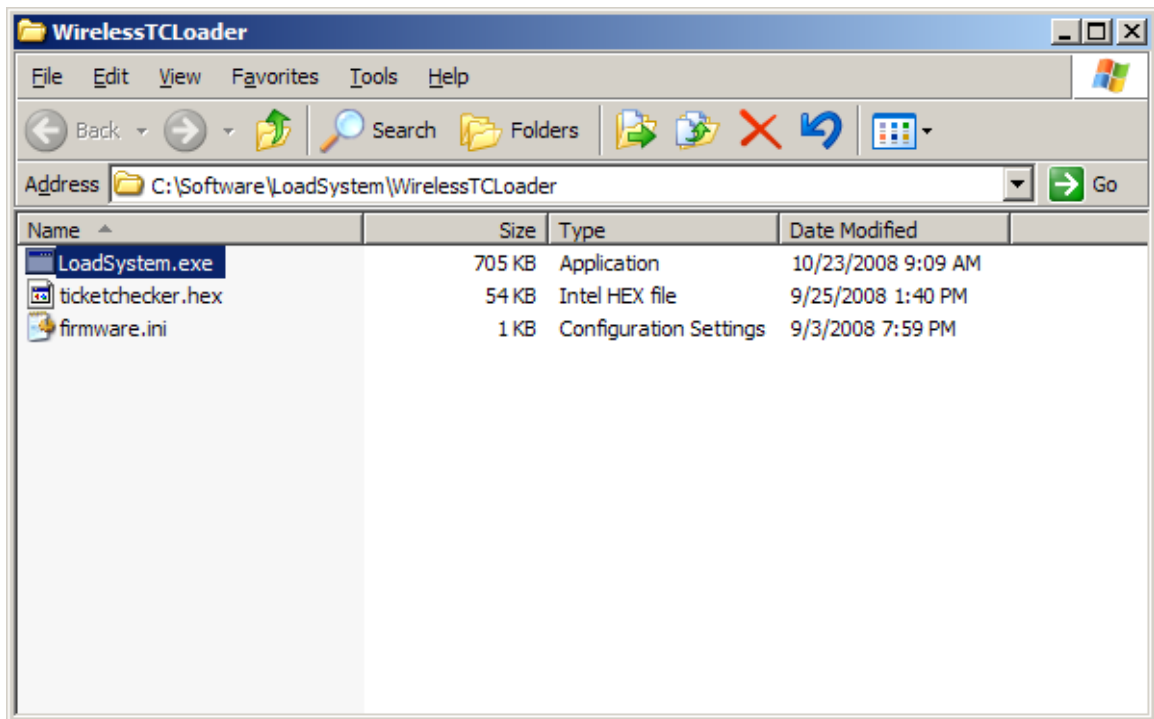 WirelessTCLoader
File Edit View Favorites Tools Help
Back Search Folders
Address C:\Software\LoadSystem\WirelessTCLoader Go
Name Size Type Date Modified
LoadSystem.exe 705 KB Application 10/23/2008 9:09 AM
ticketchecker.hex 54 KB Intel HEX file 9/25/2008 1:40 PM
firmware.ini 1 KB Configuration Settings 9/3/2008 7:59 PM